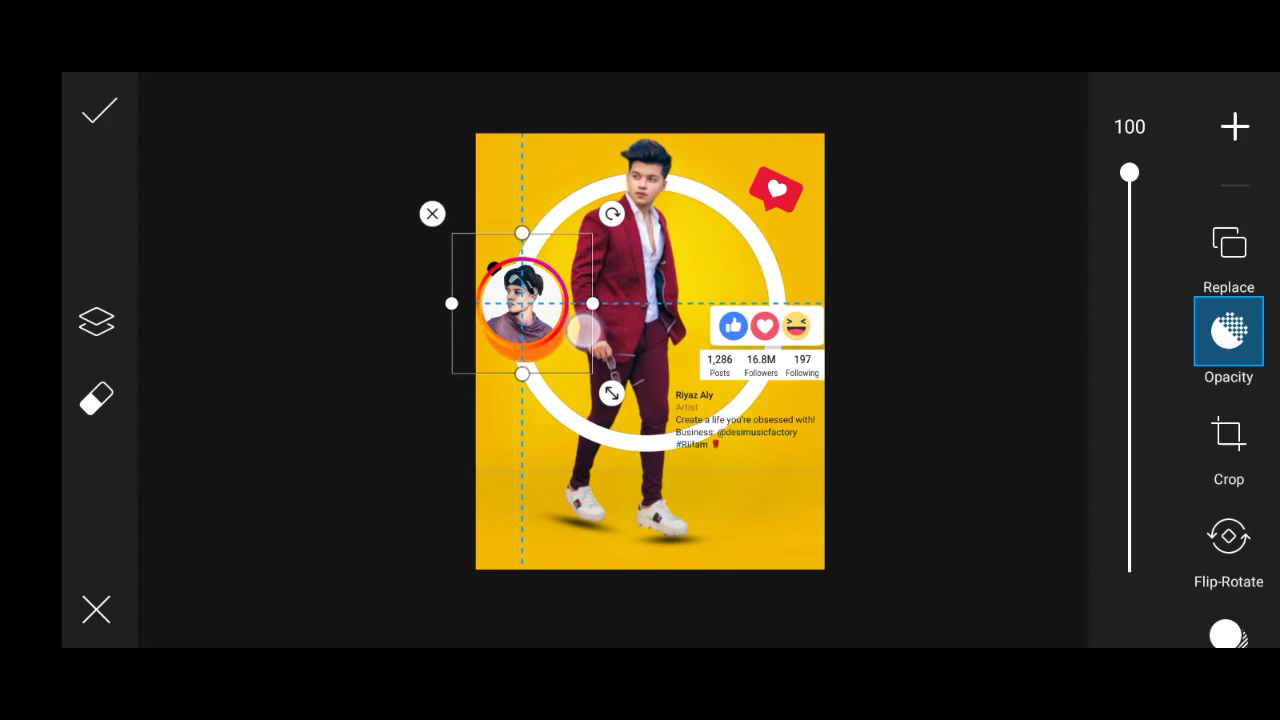 100
Replace
Opacity
Crop
Flip-Rotate
1,286 16.8M 197
Posts Followers Following
Riyaz Aly
Artist
Create a life you're obsessed with!
Business: @desimusicfactory
#Riifam